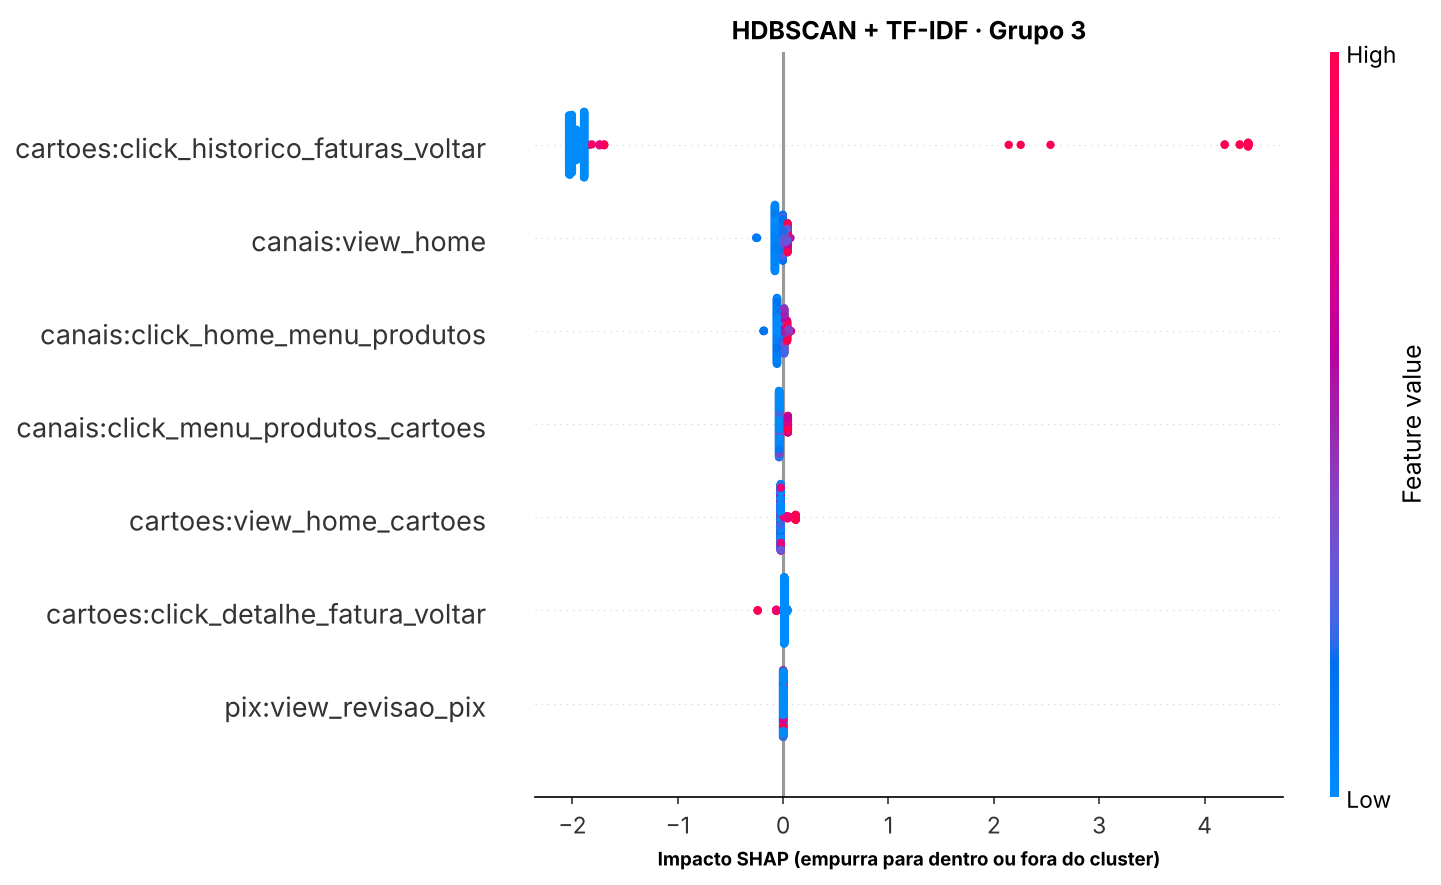 HDBSCAN + TF-IDF · Grupo 3
High
cartoes:click_historico_faturas_voltar
canais:view_home
canais:click_home_menu_produtos
canais:click_menu_produtos_cartoes
cartoes:view_home_cartoes
cartoes:click_detalhe_fatura_voltar
pix:view_revisao_pix
Feature value
Low
−2 −1 0 1 2 3 4
Impacto SHAP (empurra para dentro ou fora do cluster)